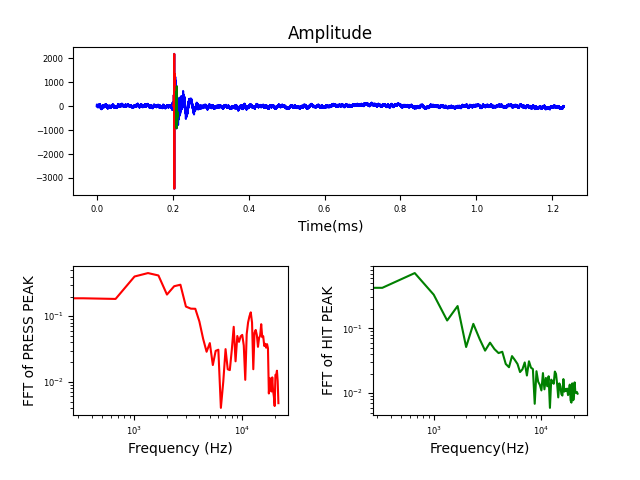 Amplitude
2000
1000
0
−1000
−2000
−3000
0.0 0.2 0.4 0.6 0.8 1.0 1.2
Time(ms)
FFT of PRESS PEAK
10⁻¹
10⁻²
10³ 10⁴
Frequency (Hz)
FFT of HIT PEAK
10⁻¹
10⁻²
10³ 10⁴
Frequency(Hz)